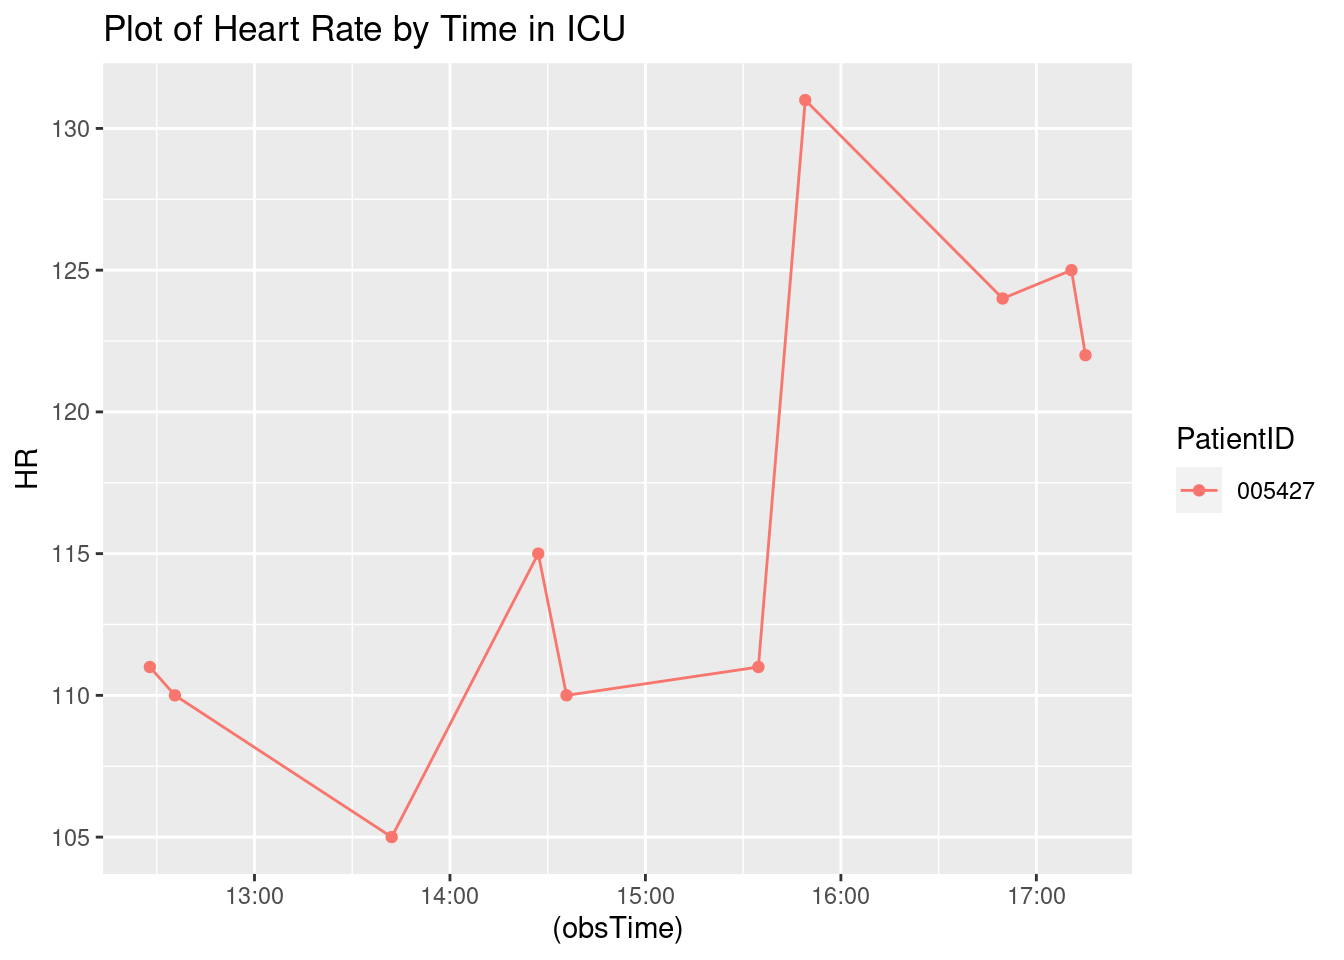 Plot of Heart Rate by Time in ICU
130
125
120
115
110
105
HR
13:00 14:00 15:00 16:00 17:00
(obsTime)
PatientID
005427